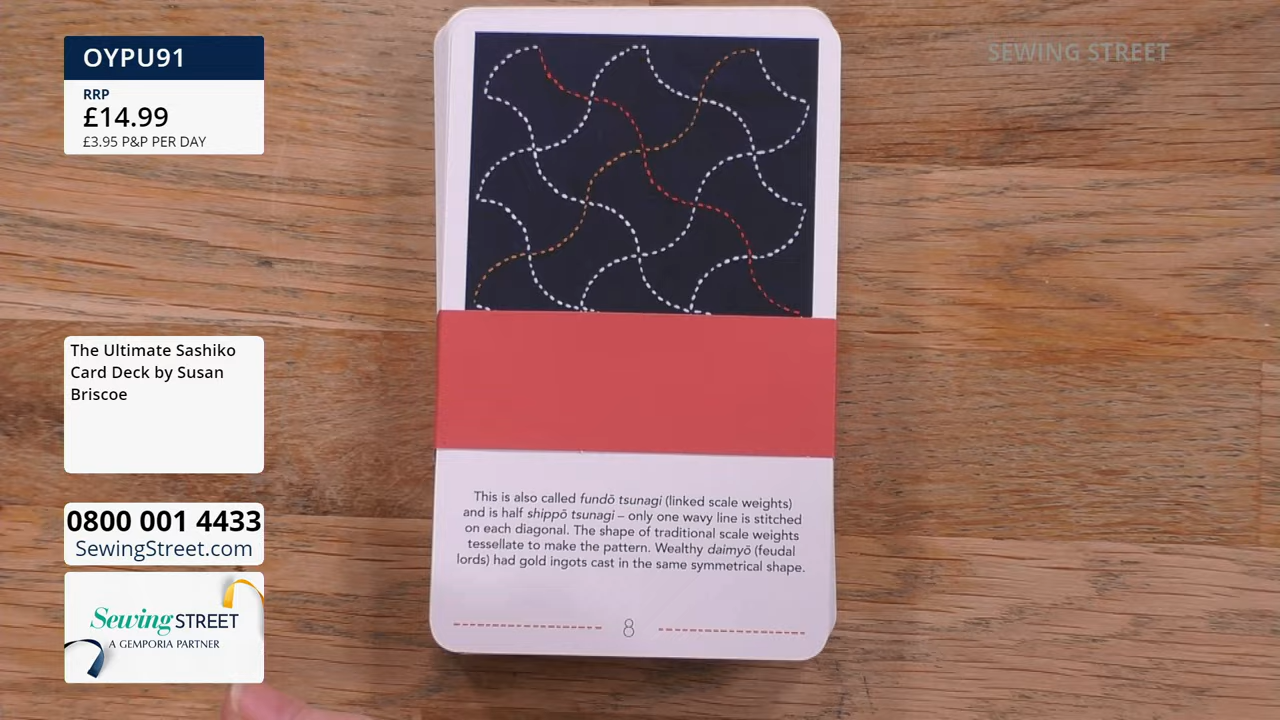 OYPU91
RRP
£14.99
£3.95 P&P PER DAY
The Ultimate Sashiko
Card Deck by Susan
Briscoe
0800 001 4433
SewingStreet.com
Sewing STREET
A GEMPORIA PARTNER
SEWING STREET
This is also called fundō tsunagi (linked scale weights)
and is half shippō tsunagi – only one wavy line is stitched
on each diagonal. The shape of traditional scale weights
tessellate to make the pattern. Wealthy daimyō (feudal
lords) had gold ingots cast in the same symmetrical shape.
8